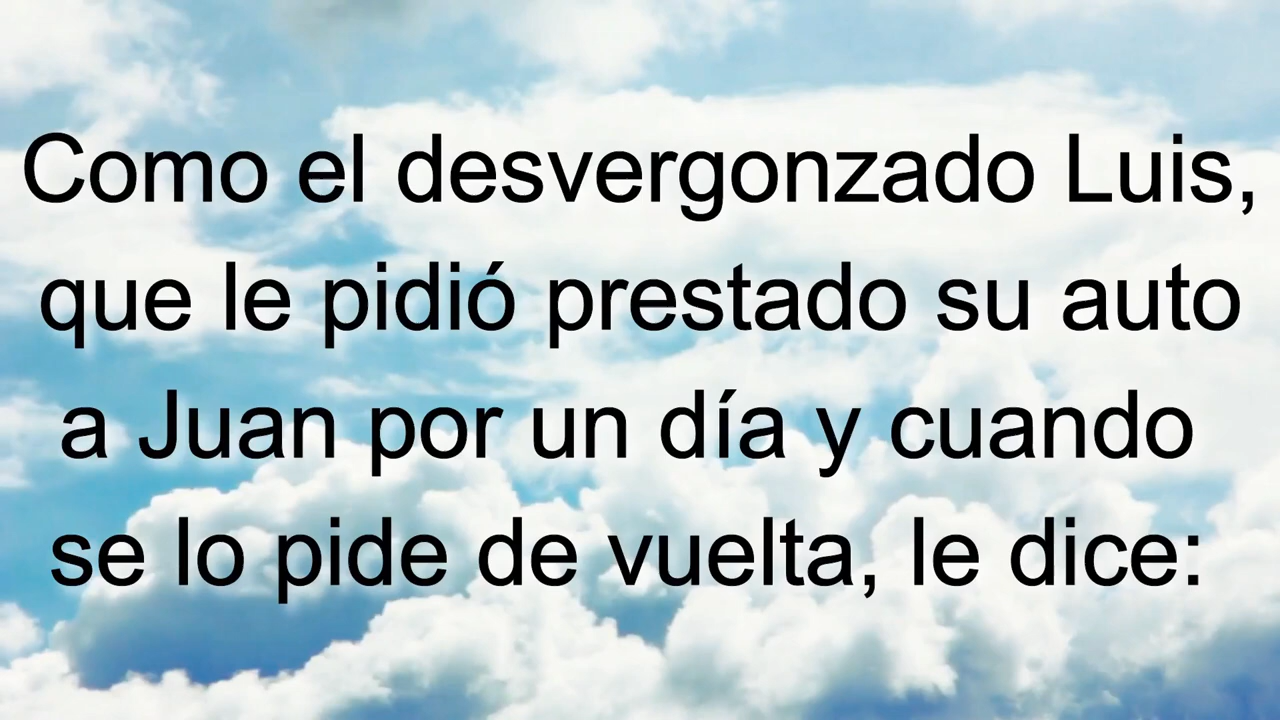 Como el desvergonzado Luis,
que le pidió prestado su auto
a Juan por un día y cuando
se lo pide de vuelta, le dice: